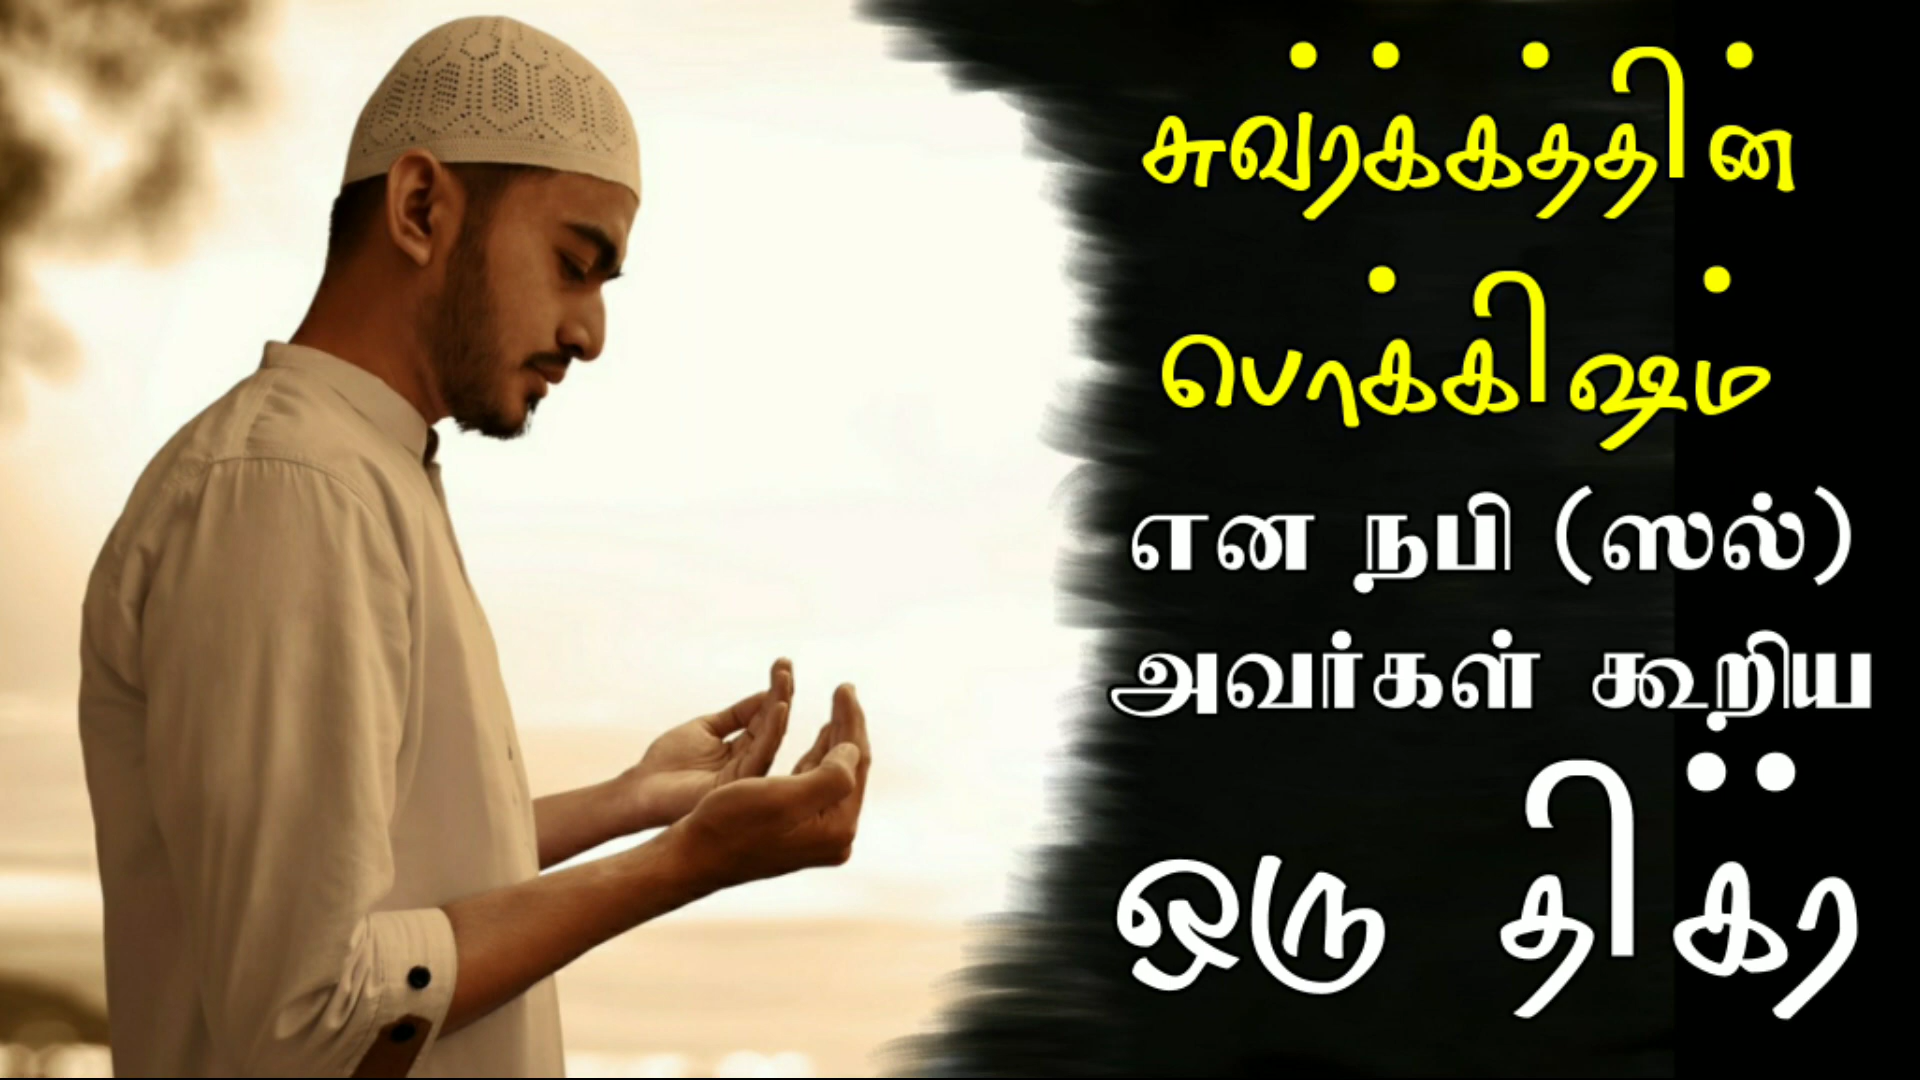 சுவர்க்கத்தின்
பொக்கிஷம்
என நபி (ஸல்)
அவர்கள் கூறிய
ஒரு திக்ர்